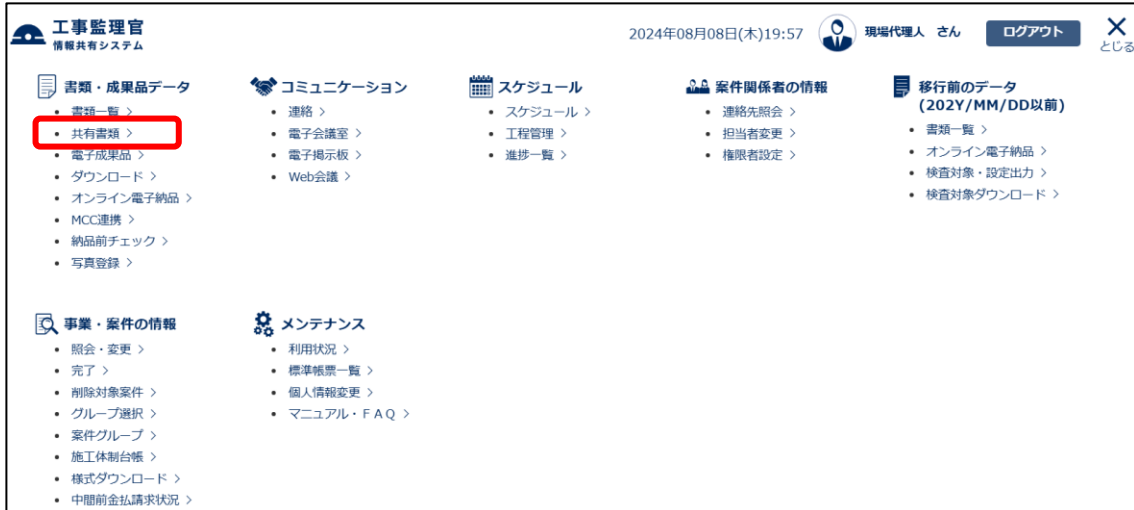 工事監理官
情報共有システム
2024年08月08日(木)19:57
現場代理人 さん
ログアウト
とじる
書類・成果品データ
書類一覧
共有書類
電子成果品
ダウンロード
オンライン電子納品
MCC連携
納品前チェック
写真登録
コミュニケーション
連絡
電子会議室
電子掲示板
Web会議
スケジュール
スケジュール
工程管理
進捗一覧
案件関係者の情報
連絡先照会
担当者変更
権限者設定
移行前のデータ
(202Y/MM/DD以前)
書類一覧
オンライン電子納品
検査対象・設定出力
検査対象ダウンロード
事業・案件の情報
照会・変更
完了
削除対象案件
グループ選択
案件グループ
施工体制台帳
様式ダウンロード
中間前金払請求状況
メンテナンス
利用状況
標準帳票一覧
個人情報変更
マニュアル・ＦＡＱ